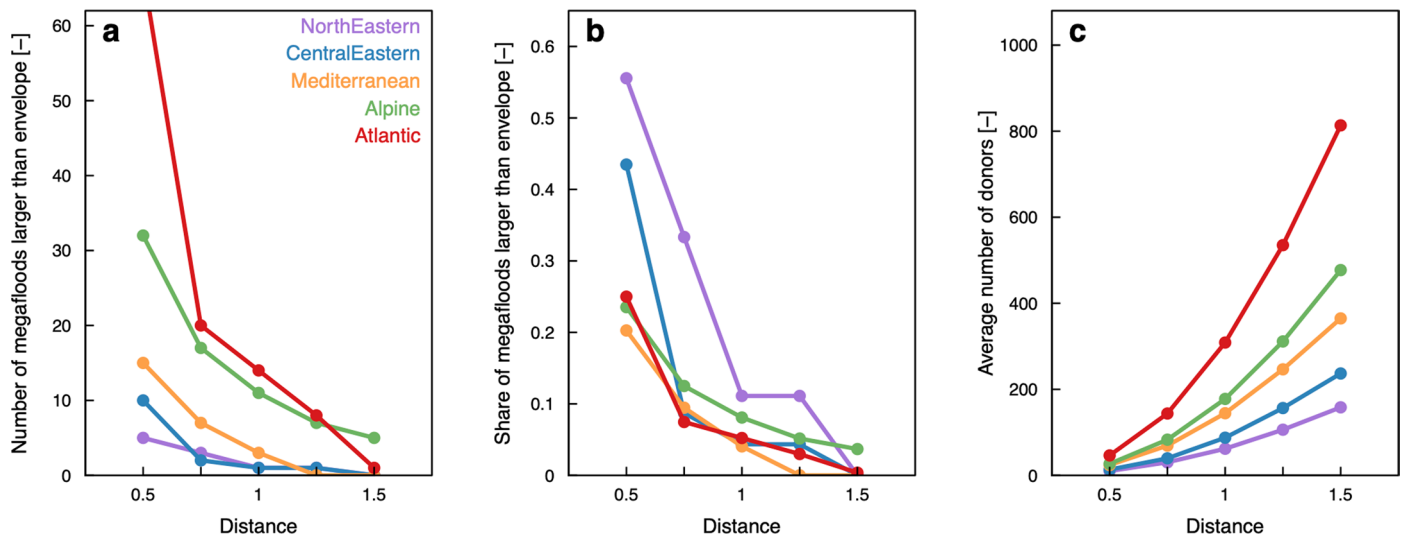 a
NorthEastern
CentralEastern
Mediterranean
Alpine
Atlantic
Number of megafloods larger than envelope [–]
60
50
40
30
20
10
0
0.5 1 1.5
Distance
b
Share of megafloods larger than envelope [–]
0.6
0.5
0.4
0.3
0.2
0.1
0
0.5 1 1.5
Distance
c
Average number of donors [–]
1000
800
600
400
200
0
0.5 1 1.5
Distance